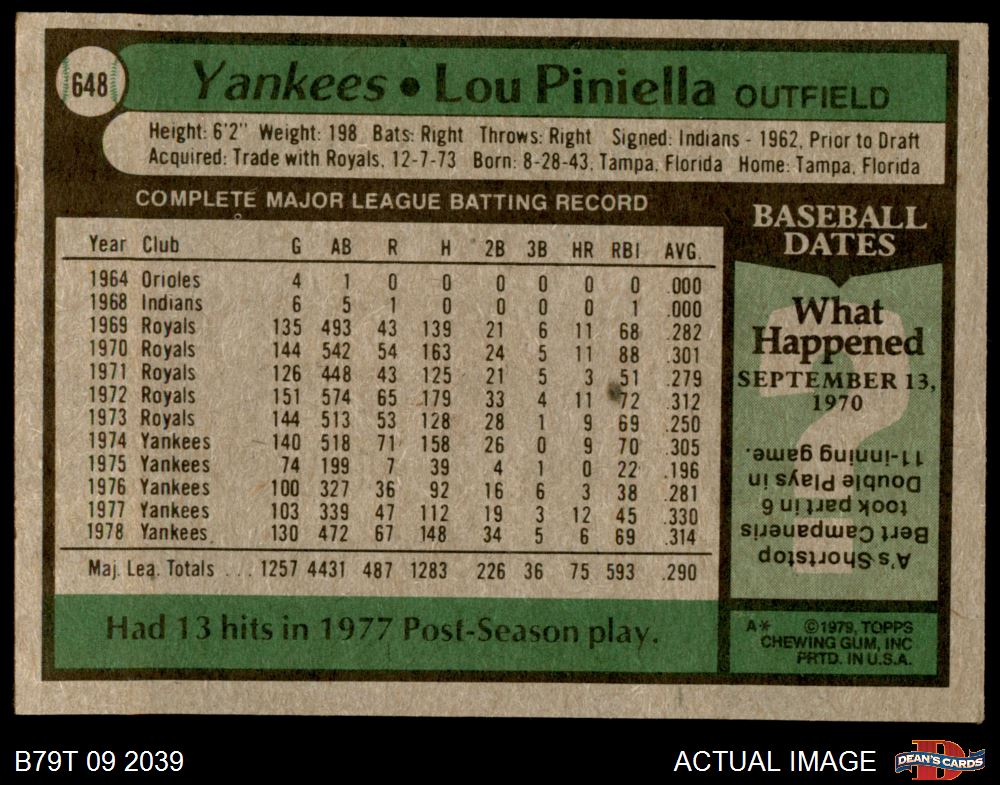 648
Yankees • Lou Piniella OUTFIELD
Height: 6'2" Weight: 198 Bats: Right Throws: Right Signed: Indians - 1962, Prior to Draft
Acquired: Trade with Royals, 12-7-73 Born: 8-28-43, Tampa, Florida Home: Tampa, Florida
COMPLETE MAJOR LEAGUE BATTING RECORD
Year Club G AB R H 2B 3B HR RBI AVG.
1964 Orioles 4 1 0 0 0 0 0 0 .000
1968 Indians 6 5 1 0 0 0 0 1 .000
1969 Royals 135 493 43 139 21 6 11 68 .282
1970 Royals 144 542 54 163 24 5 11 88 .301
1971 Royals 126 448 43 125 21 5 3 51 .279
1972 Royals 151 574 65 179 33 4 11 72 .312
1973 Royals 144 513 53 128 28 1 9 69 .250
1974 Yankees 140 518 71 158 26 0 9 70 .305
1975 Yankees 74 199 7 39 4 1 0 22 .196
1976 Yankees 100 327 36 92 16 6 3 38 .281
1977 Yankees 103 339 47 112 19 3 12 45 .330
1978 Yankees 130 472 67 148 34 5 6 69 .314
Maj. Lea. Totals ... 1257 4431 487 1283 226 36 75 593 .290
Had 13 hits in 1977 Post-Season play.
BASEBALL
DATES
What
Happened
SEPTEMBER 13,
1970
?
A's Shortstop
Bert Campaneris
took part in 6
Double Plays in
11-inning game.
A* ©1979, TOPPS
CHEWING GUM, INC
PRTD. IN U.S.A.
B79T 09 2039
ACTUAL IMAGE
D
DEAN'S CARDS